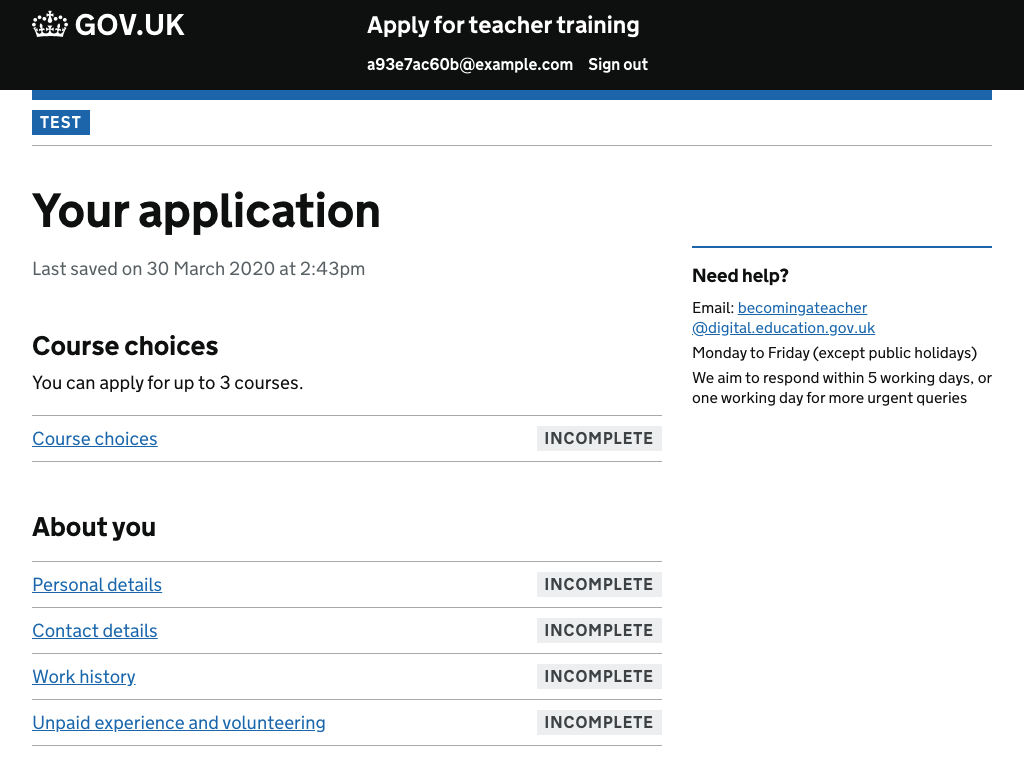 GOV.UK
Apply for teacher training
a93e7ac60b@example.com Sign out
TEST
Your application
Last saved on 30 March 2020 at 2:43pm
Course choices
You can apply for up to 3 courses.
Course choices INCOMPLETE
About you
Personal details INCOMPLETE
Contact details INCOMPLETE
Work history INCOMPLETE
Unpaid experience and volunteering INCOMPLETE
Need help?
Email: becomingateacher
@digital.education.gov.uk
Monday to Friday (except public holidays)
We aim to respond within 5 working days, or
one working day for more urgent queries